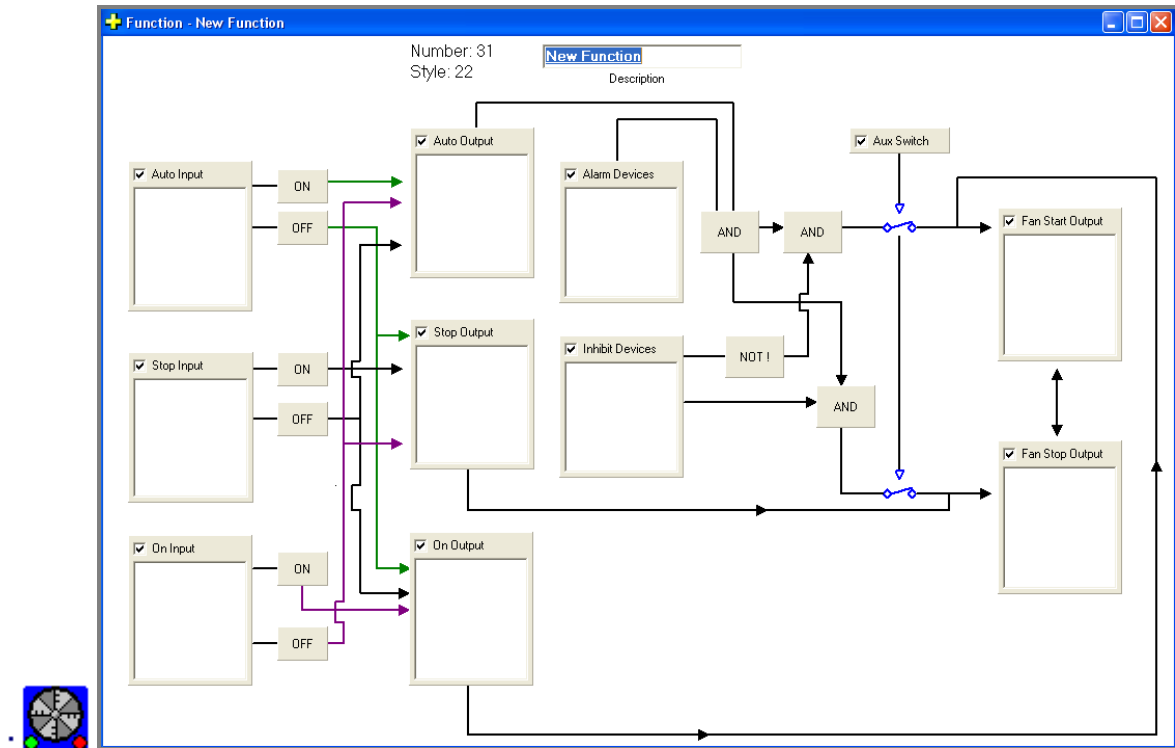 Function - New Function
Number: 31
Style: 22
New Function
Description
Auto Output
Aux Switch
Auto Input
Alarm Devices
ON
OFF
AND
AND
Fan Start Output
Stop Output
Inhibit Devices
Stop Input
ON
NOT !
OFF
AND
Fan Stop Output
On Input
On Output
ON
OFF